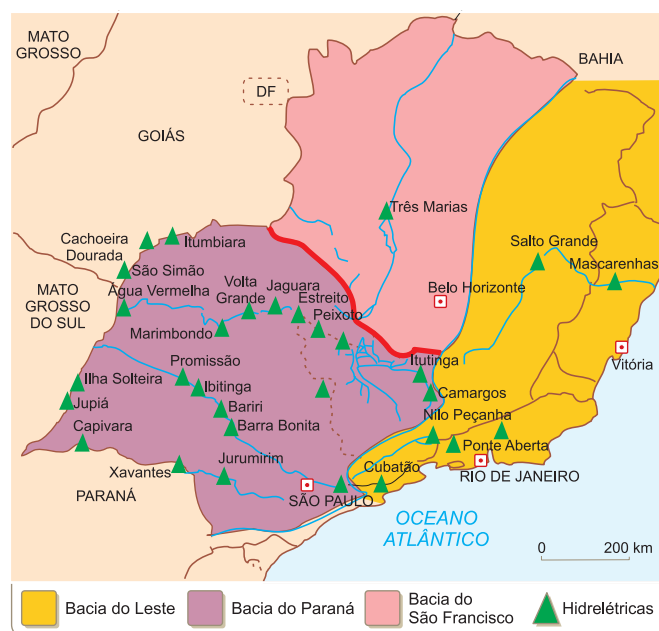 MATO
GROSSO
BAHIA
DF
GOIÁS
Três Marias
Cachoeira
Dourada
Itumbiara
Salto Grande
Mascarenhas
São Simão
MATO
GROSSO
DO SUL
Água Vermelha
Volta
Grande
Jaguara
Estreito
Peixoto
Belo Horizonte
Marimbondo
Vitória
Promissão
Itutinga
Ilha Solteira
Ibitinga
Camargos
Jupiá
Bariri
Nilo Peçanha
Capivara
Barra Bonita
Ponte Aberta
Xavantes
Jurumirim
Cubatão
RIO DE JANEIRO
PARANÁ
SÃO PAULO
OCEANO
ATLÂNTICO
0 200 km
Bacia do Leste
Bacia do Paraná
Bacia do
São Francisco
Hidrelétricas